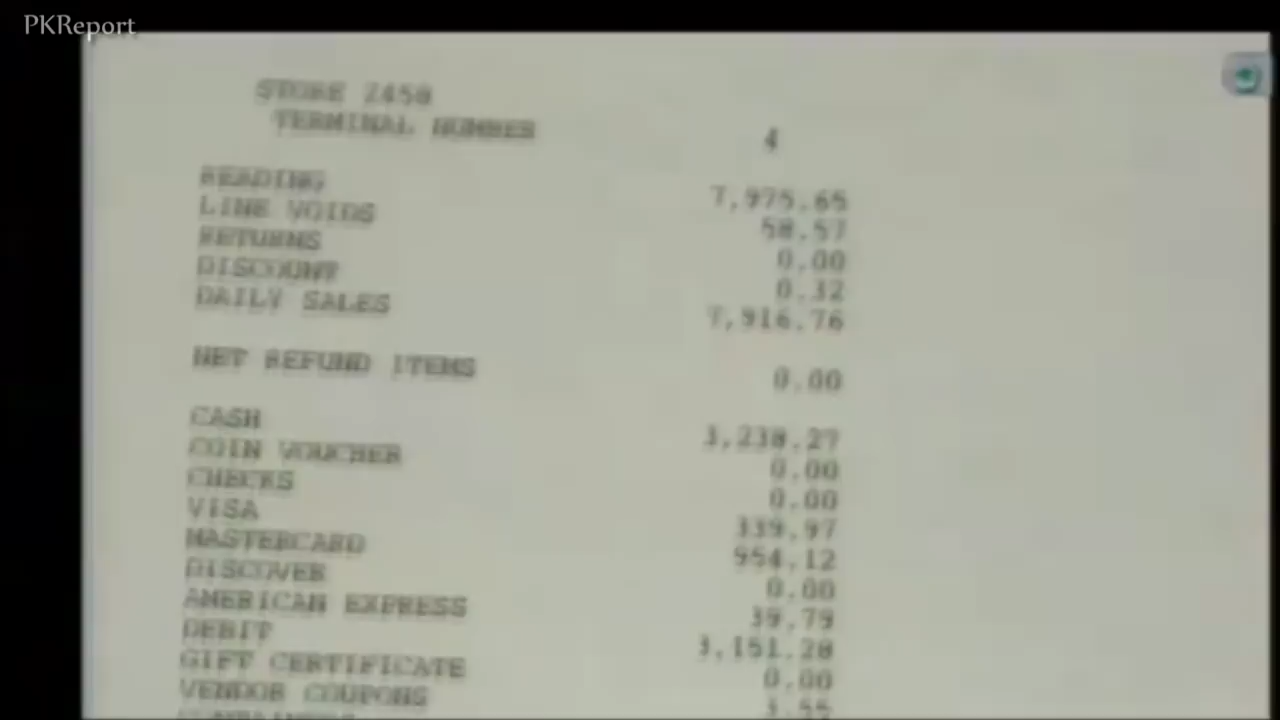 PKReport
STORE 2458
TERMINAL NUMBER 4
READING 7,975.65
LINE VOIDS 58.57
RETURNS 0.00
DISCOUNT 0.32
DAILY SALES 7,916.76
NET REFUND ITEMS 0.00
CASH 3,238.27
COIN VOUCHER 0.00
CHECKS 0.00
VISA 339.97
MASTERCARD 954.12
DISCOVER 0.00
AMERICAN EXPRESS 39.79
DEBIT 3,151.28
GIFT CERTIFICATE 0.00
VENDOR COUPONS 3.55